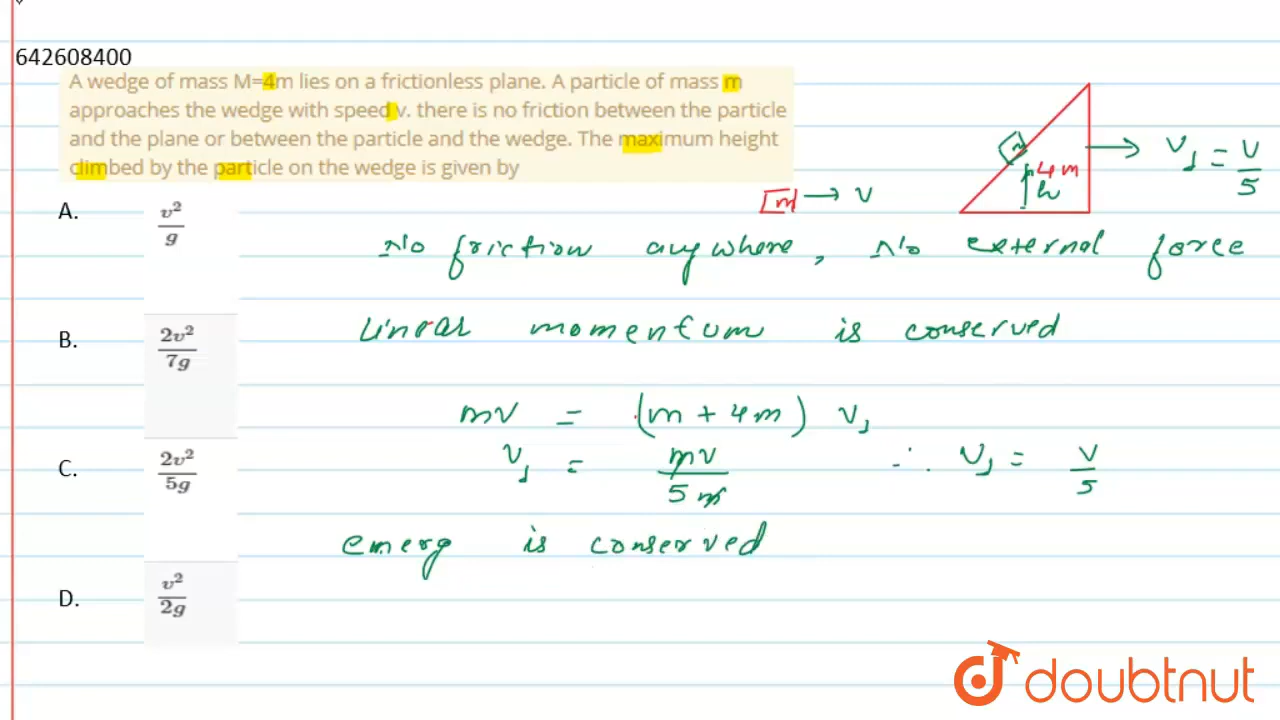 642608400
A wedge of mass M=4m lies on a frictionless plane. A particle of mass m
approaches the wedge with speed v. there is no friction between the particle
and the plane or between the particle and the wedge. The maximum height
climbed by the particle on the wedge is given by
m → v
m
4m
h
→ v₁ = v/5
A. v²/g
No friction anywhere, No external force
B. 2v²/7g
Linear momentum is conserved
mv = (m + 4m) v₁
C. 2v²/5g
v₁ = mv/5m ∴ v₁ = v/5
emerg is conserved
D. v²/2g
doubtnut